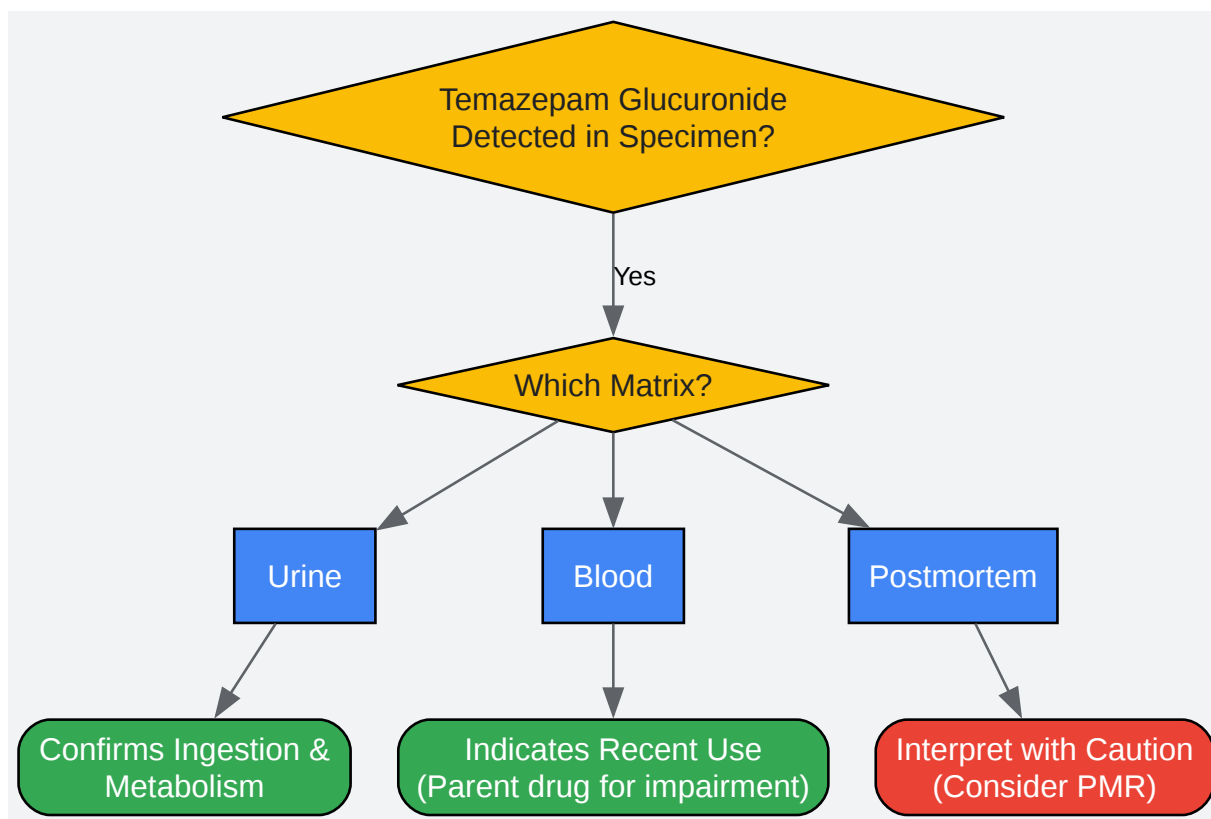 Temazepam Glucuronide
Detected in Specimen?
Yes
Which Matrix?
Urine
Blood
Postmortem
Confirms Ingestion &
Metabolism
Indicates Recent Use
(Parent drug for impairment)
Interpret with Caution
(Consider PMR)